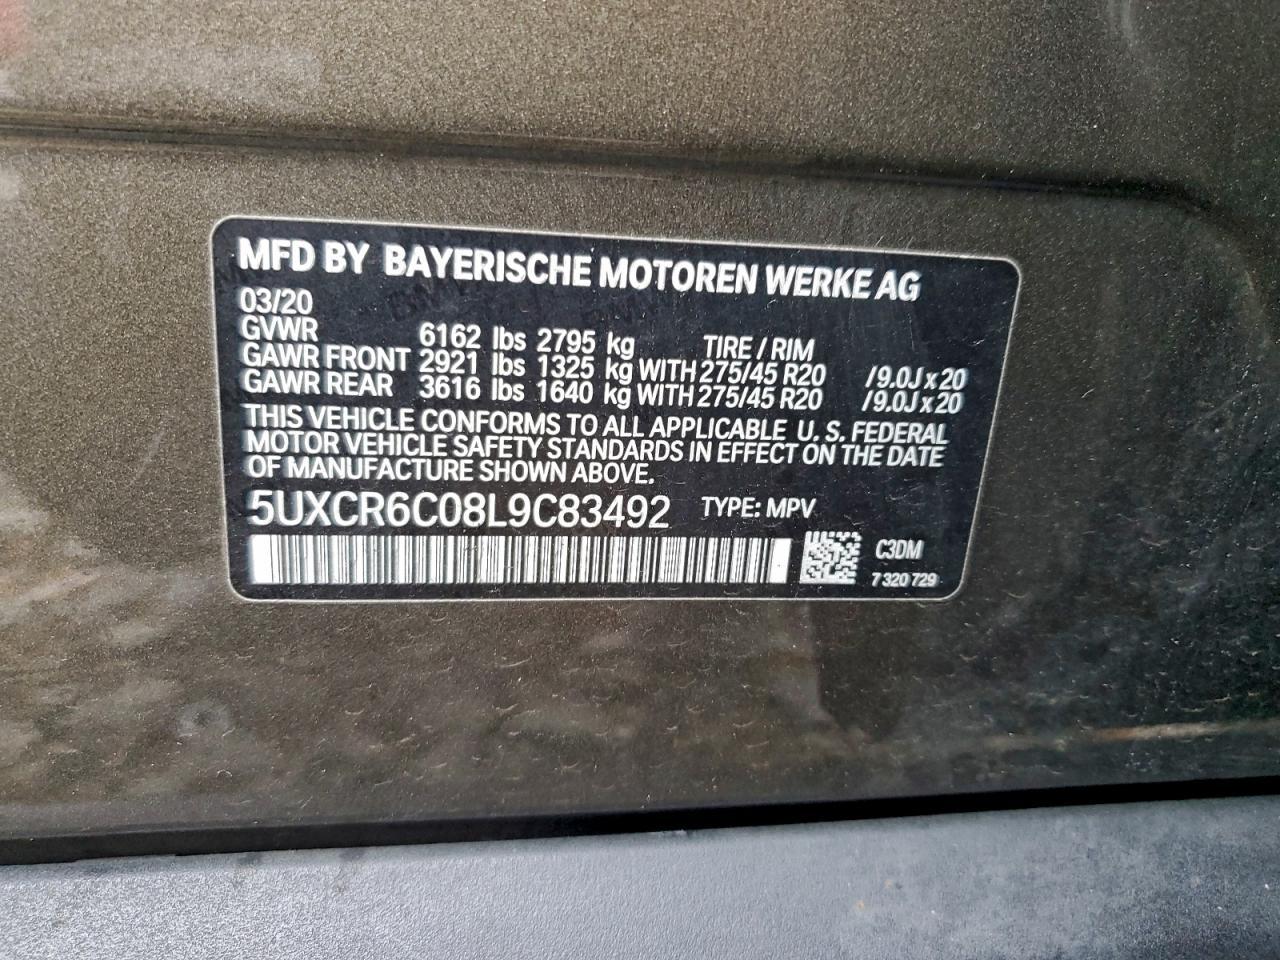 MFD BY BAYERISCHE MOTOREN WERKE AG
03/20
GVWR 6162 lbs 2795 kg TIRE / RIM
GAWR FRONT 2921 lbs 1325 kg WITH 275/45 R20 / 9.0J x 20
GAWR REAR 3616 lbs 1640 kg WITH 275/45 R20 / 9.0J x 20
THIS VEHICLE CONFORMS TO ALL APPLICABLE U. S. FEDERAL
MOTOR VEHICLE SAFETY STANDARDS IN EFFECT ON THE DATE
OF MANUFACTURE SHOWN ABOVE.
5UXCR6C08L9C83492 TYPE: MPV
C3DM
7 320 729